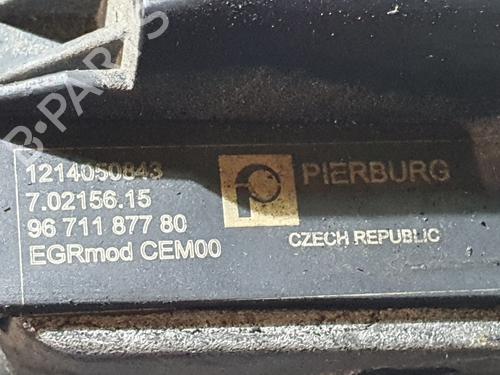 1214050843
7.02156.15
96 711 877 80
EGRmod CEM00
PIERBURG
CZECH REPUBLIC
B-PARTS